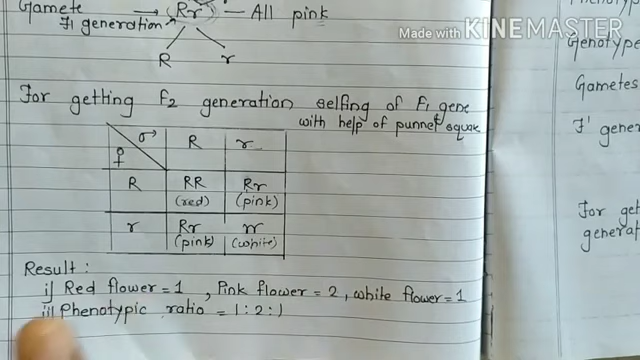 Gamete → (Rr) - All pink
F1 generation
R r
For getting F2 generation selfing of F1 gene
with help of punnet squar
♂ R r
♀
R RR Rr
(red) (pink)
r Rr rr
(pink) (white)
Result :
i) Red flower = 1 , Pink flower = 2 , white flower = 1
ii) Phenotypic ratio = 1 : 2 : 1
Made with KINEMASTER
Phenotyp
Genotype
Gametes
F' gener
For get
generat